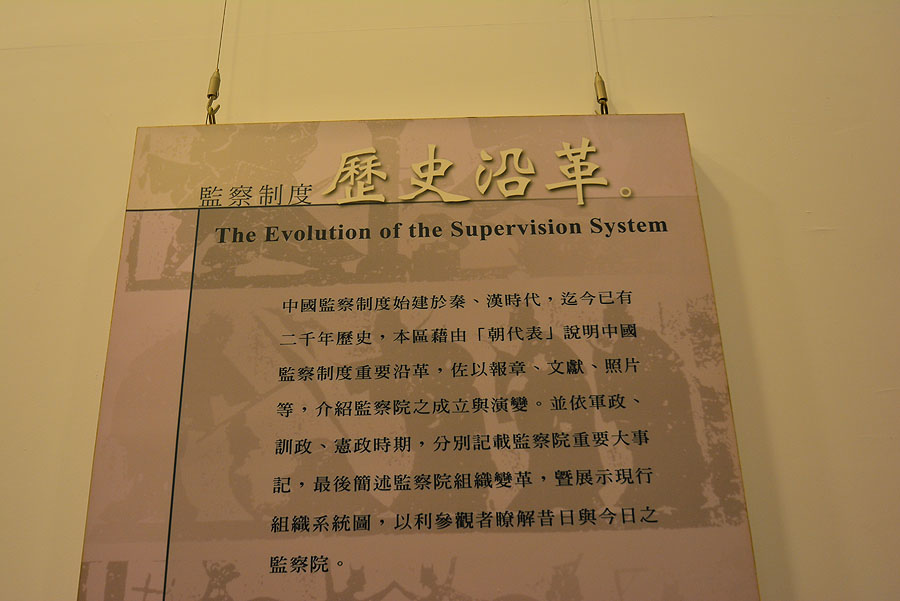 監察制度 歷史沿革。
The Evolution of the Supervision System
中國監察制度始建於秦、漢時代，迄今已有
二千年歷史，本區藉由「朝代表」說明中國
監察制度重要沿革，佐以報章、文獻、照片
等，介紹監察院之成立與演變。並依軍政、
訓政、憲政時期，分別記載監察院重要大事
記，最後簡述監察院組織變革，暨展示現行
組織系統圖，以利參觀者瞭解昔日與今日之
監察院。